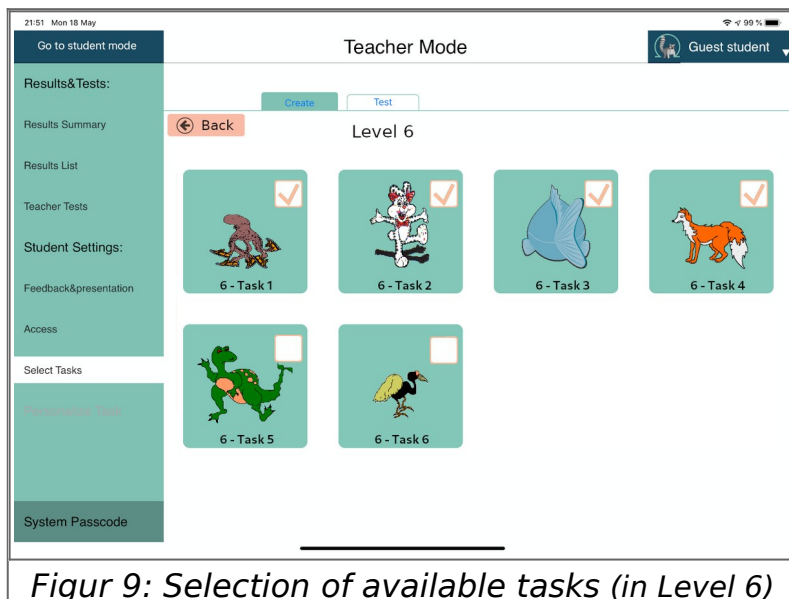 21:51 Mon 18 May
99 %
Go to student mode
Teacher Mode
Guest student
Results&Tests:
Create
Test
Results Summary
Back
Level 6
Results List
Teacher Tests
Student Settings:
6 - Task 1
6 - Task 2
6 - Task 3
6 - Task 4
Feedback&presentation
Access
Select Tasks
6 - Task 5
6 - Task 6
System Passcode
Figur 9: Selection of available tasks (in Level 6)